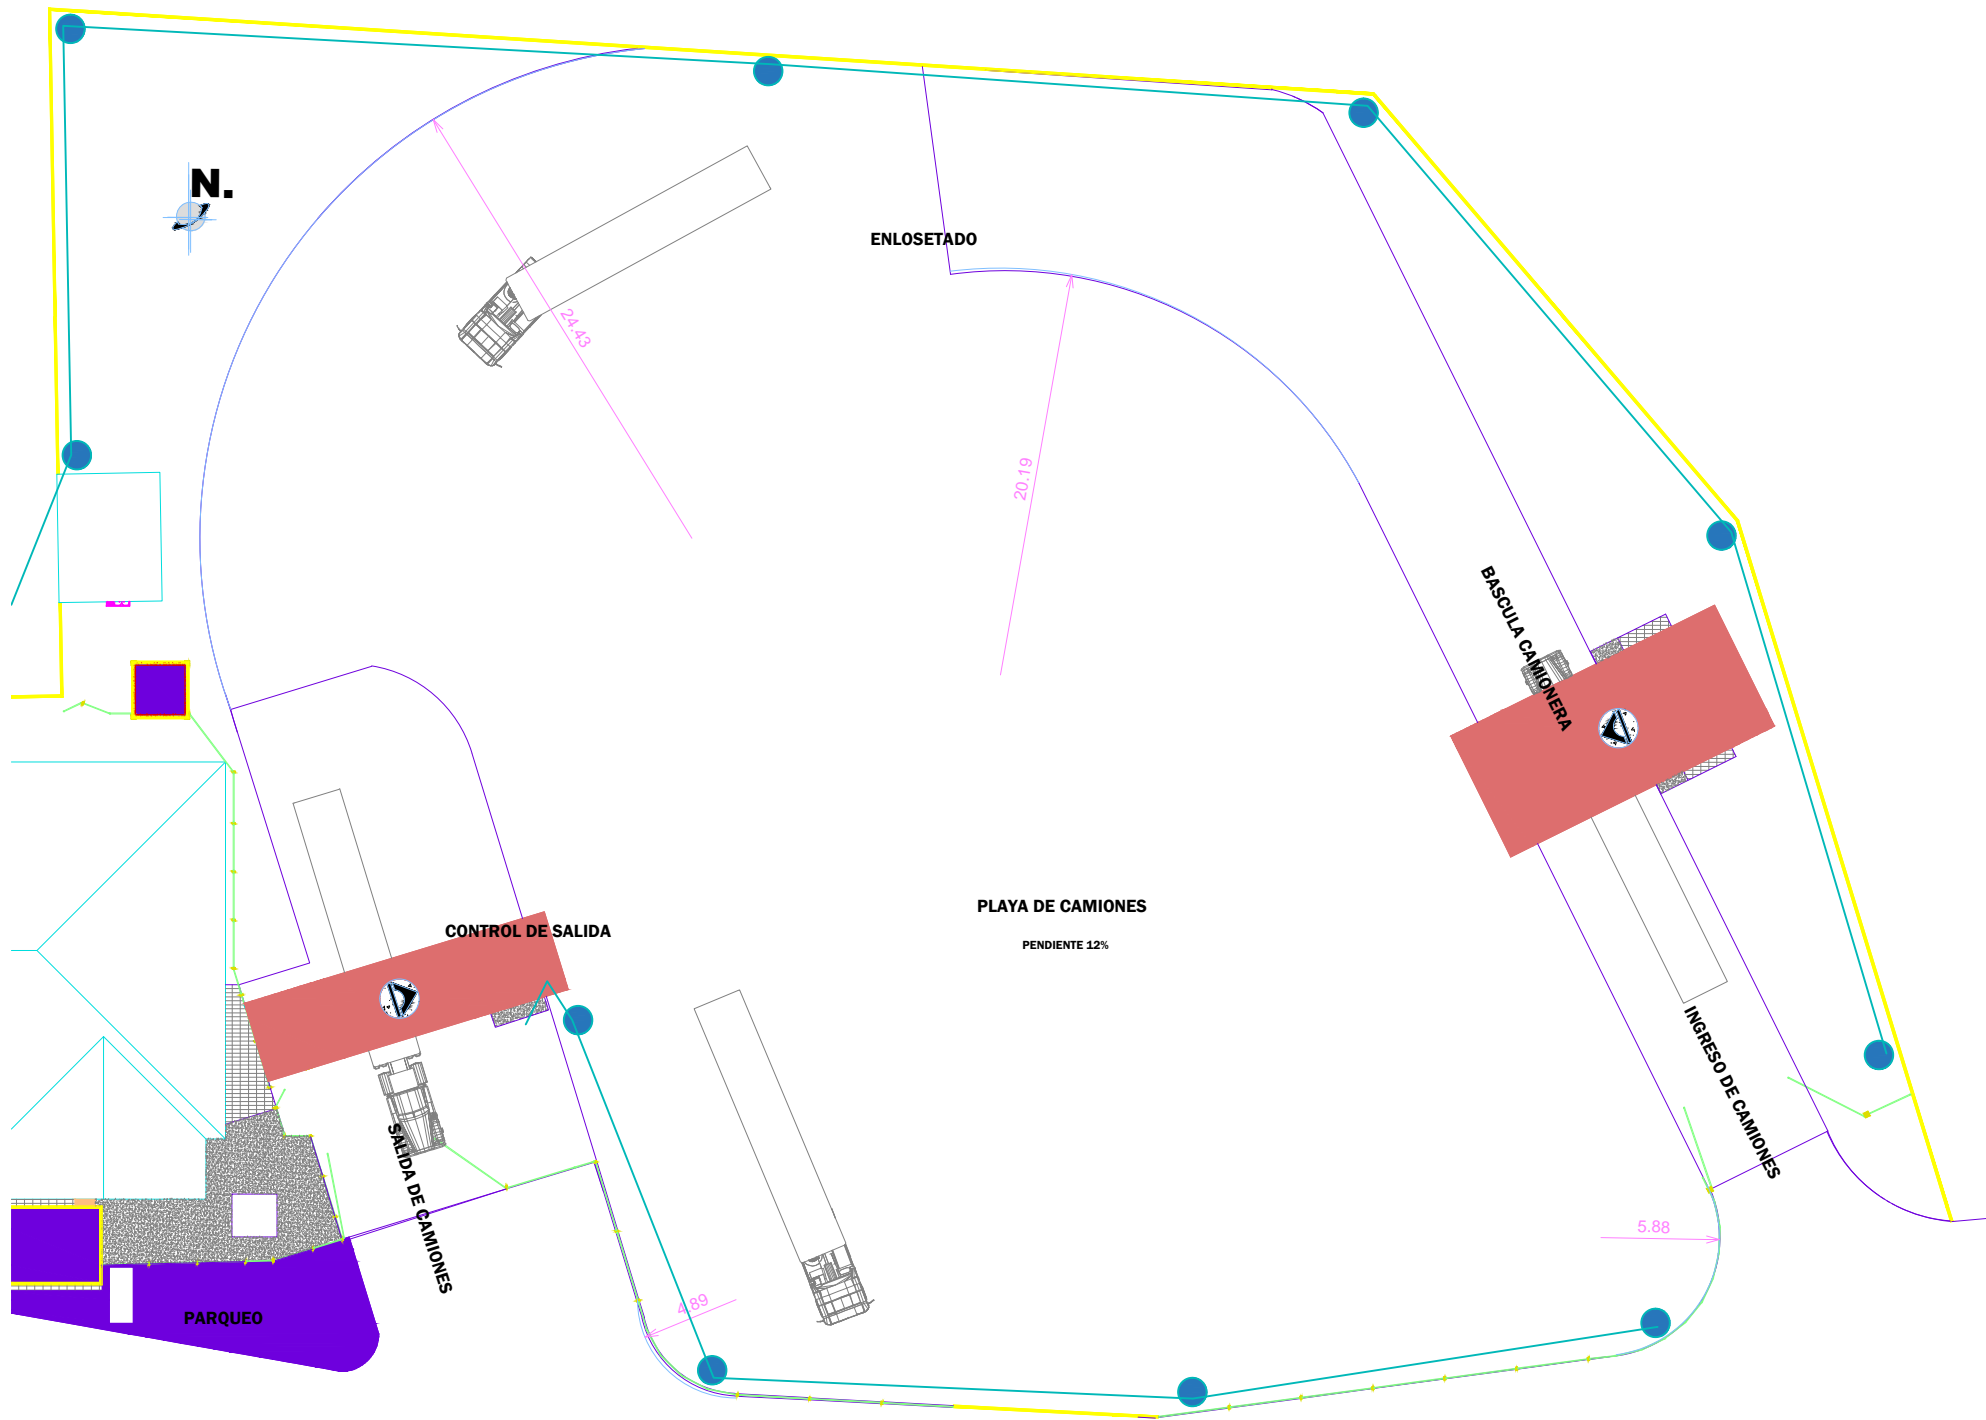 N.
ENLOSETADO
24.43
20.19
BASCULA CAMIONERA
PLAYA DE CAMIONES
PENDIENTE 12%
CONTROL DE SALIDA
INGRESO DE CAMIONES
SALIDA DE CAMIONES
5.88
4.89
PARQUEO